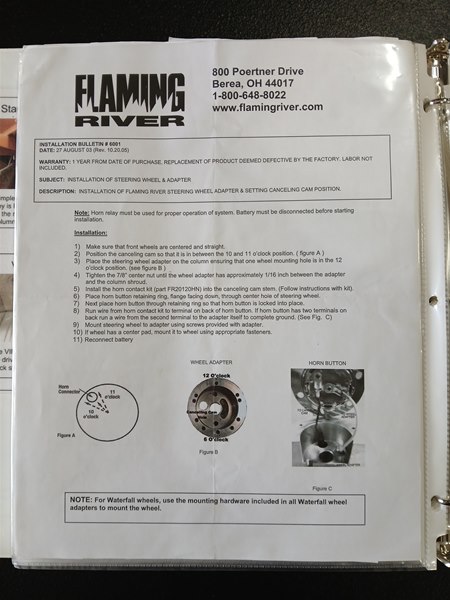 FLAMING
RIVER
800 Poertner Drive
Berea, OH 44017
1-800-648-8022
www.flamingriver.com
INSTALLATION BULLETIN # 6001
DATE: 27 AUGUST 03 (Rev. 10.20.05)
WARRANTY: 1 YEAR FROM DATE OF PURCHASE, REPLACEMENT OF PRODUCT DEEMED DEFECTIVE BY THE FACTORY. LABOR NOT
INCLUDED.
SUBJECT: INSTALLATION OF STEERING WHEEL & ADAPTER
DESCRIPTION: INSTALLATION OF FLAMING RIVER STEERING WHEEL ADAPTER & SETTING CANCELING CAM POSITION.
Note: Horn relay must be used for proper operation of system. Battery must be disconnected before starting
installation.
Installation:
1) Make sure that front wheels are centered and straight.
2) Position the canceling cam so that it is in between the 10 and 11 o'clock position. ( figure A )
3) Place the steering wheel adapter on the column ensuring that one wheel mounting hole is in the 12
o'clock position. (see figure B )
4) Tighten the 7/8" center nut until the wheel adapter has approximately 1/16 inch between the adapter
and the column shroud.
5) Install the horn contact kit (part FR20120HN) into the canceling cam stem. (Follow instructions with kit).
6) Place horn button retaining ring, flange facing down, through center hole of steering wheel.
7) Next place horn button through retaining ring so that horn button is locked into place.
8) Run wire from horn contact kit to terminal on back of horn button. If horn button has two terminals on
back run a wire from the second terminal to the adapter itself to complete ground. (See Fig. C)
9) Mount steering wheel to adapter using screws provided with adapter.
10) If wheel has a center pad, mount it to wheel using appropriate fasteners.
11) Reconnect battery
WHEEL ADAPTER
HORN BUTTON
Horn
Connector
11
o'clock
10
o'clock
Figure A
12 O'clock
Canceling Cam
6 O'clock
Figure B
Figure C
NOTE: For Waterfall wheels, use the mounting hardware included in all Waterfall wheel
adapters to mount the wheel.